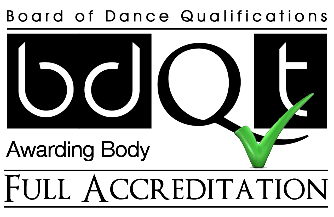 Board of Dance Qualifications
bdQt
Awarding Body
FULL ACCREDITATION